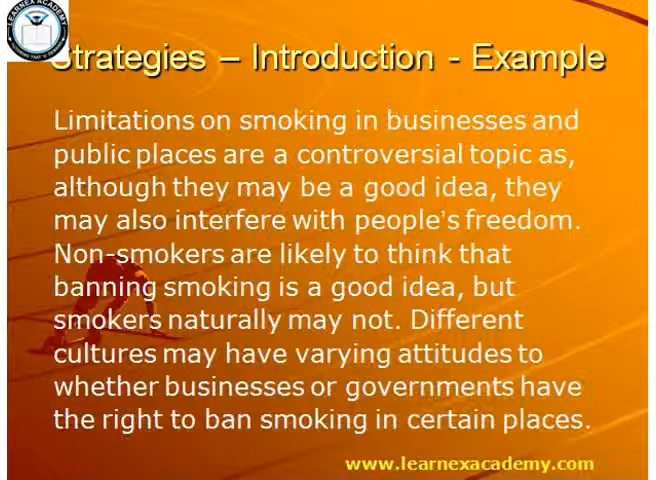 LEARNEX ACADEMY
Strategies – Introduction - Example
Limitations on smoking in businesses and
public places are a controversial topic as,
although they may be a good idea, they
may also interfere with people's freedom.
Non-smokers are likely to think that
banning smoking is a good idea, but
smokers naturally may not. Different
cultures may have varying attitudes to
whether businesses or governments have
the right to ban smoking in certain places.
www.learnexacademy.com